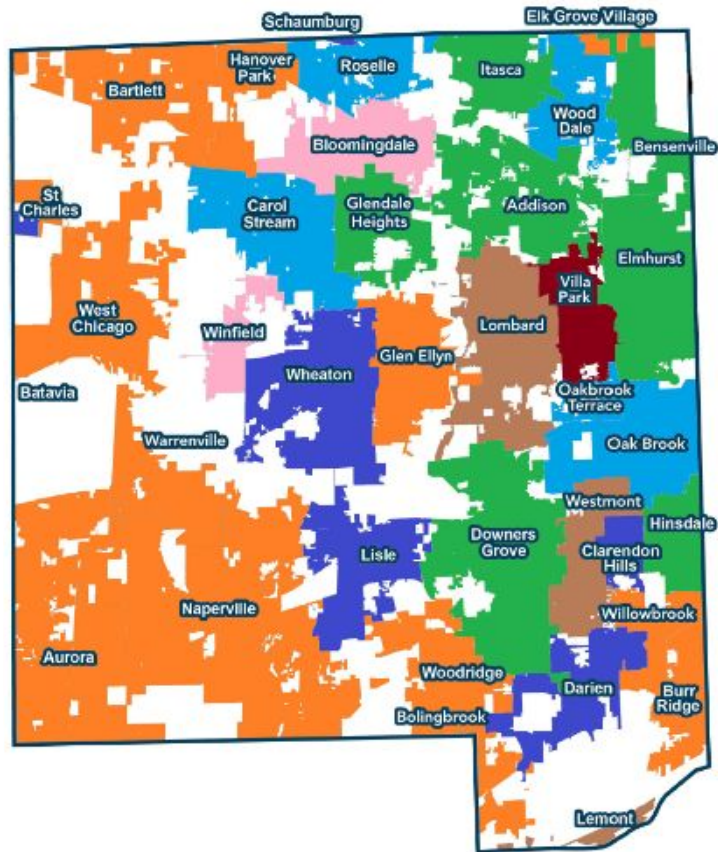 Schaumburg
Elk Grove Village
Hanover
Park
Roselle
Itasca
Bartlett
Wood
Dale
Bloomingdale
Bensenville
St
Charles
Carol
Stream
Glendale
Heights
Addison
Elmhurst
Villa
Park
West
Chicago
Winfield
Lombard
Glen Ellyn
Wheaton
Batavia
Oakbrook
Terrace
Warrenville
Oak Brook
Westmont
Hinsdale
Downers
Grove
Clarendon
Hills
Lisle
Naperville
Willowbrook
Aurora
Woodridge
Darien
Burr
Ridge
Bolingbrook
Lemont